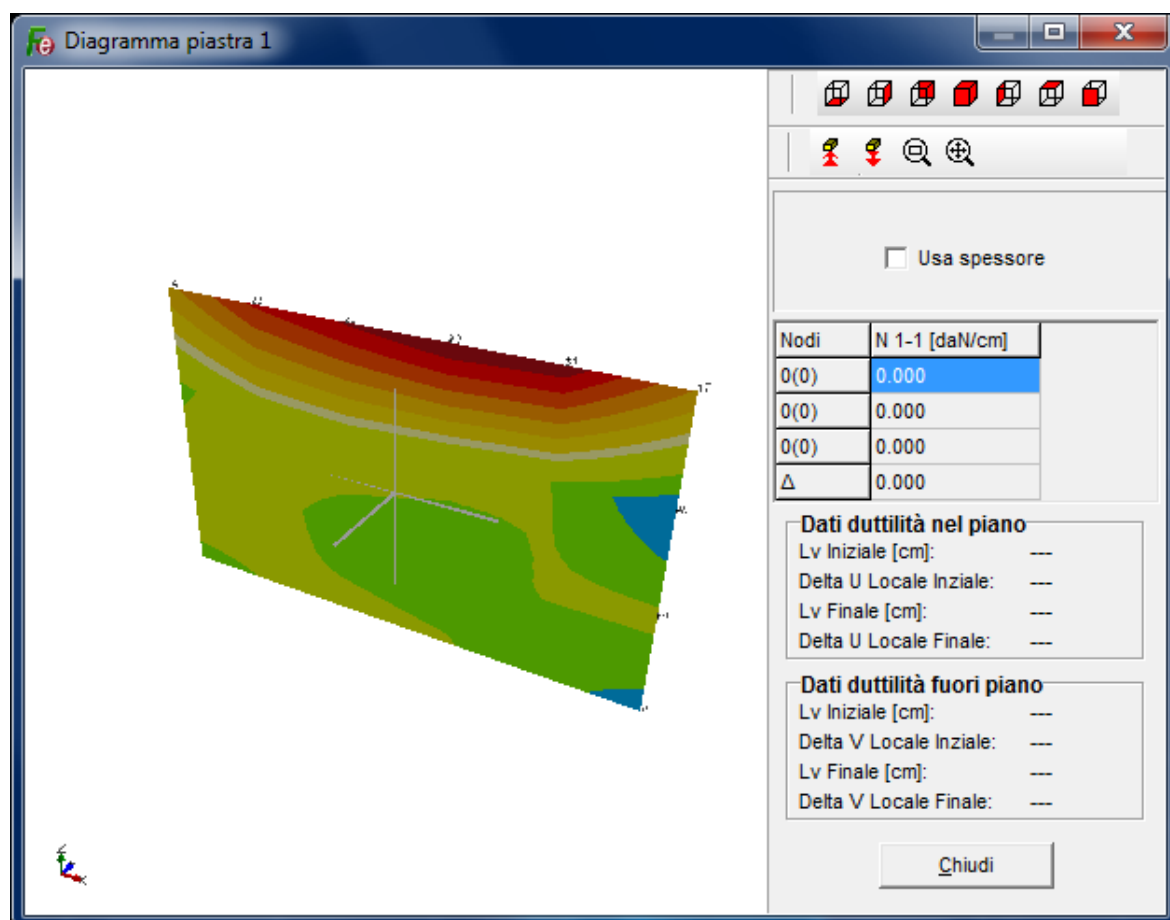 Diagramma piastra 1
Usa spessore
Nodi N 1-1 [daN/cm]
0(0) 0.000
0(0) 0.000
0(0) 0.000
Δ 0.000
Dati duttilità nel piano
Lv Iniziale [cm]: ---
Delta U Locale Inziale: ---
Lv Finale [cm]: ---
Delta U Locale Finale: ---
Dati duttilità fuori piano
Lv Iniziale [cm]: ---
Delta V Locale Inziale: ---
Lv Finale [cm]: ---
Delta V Locale Finale: ---
Chiudi
17